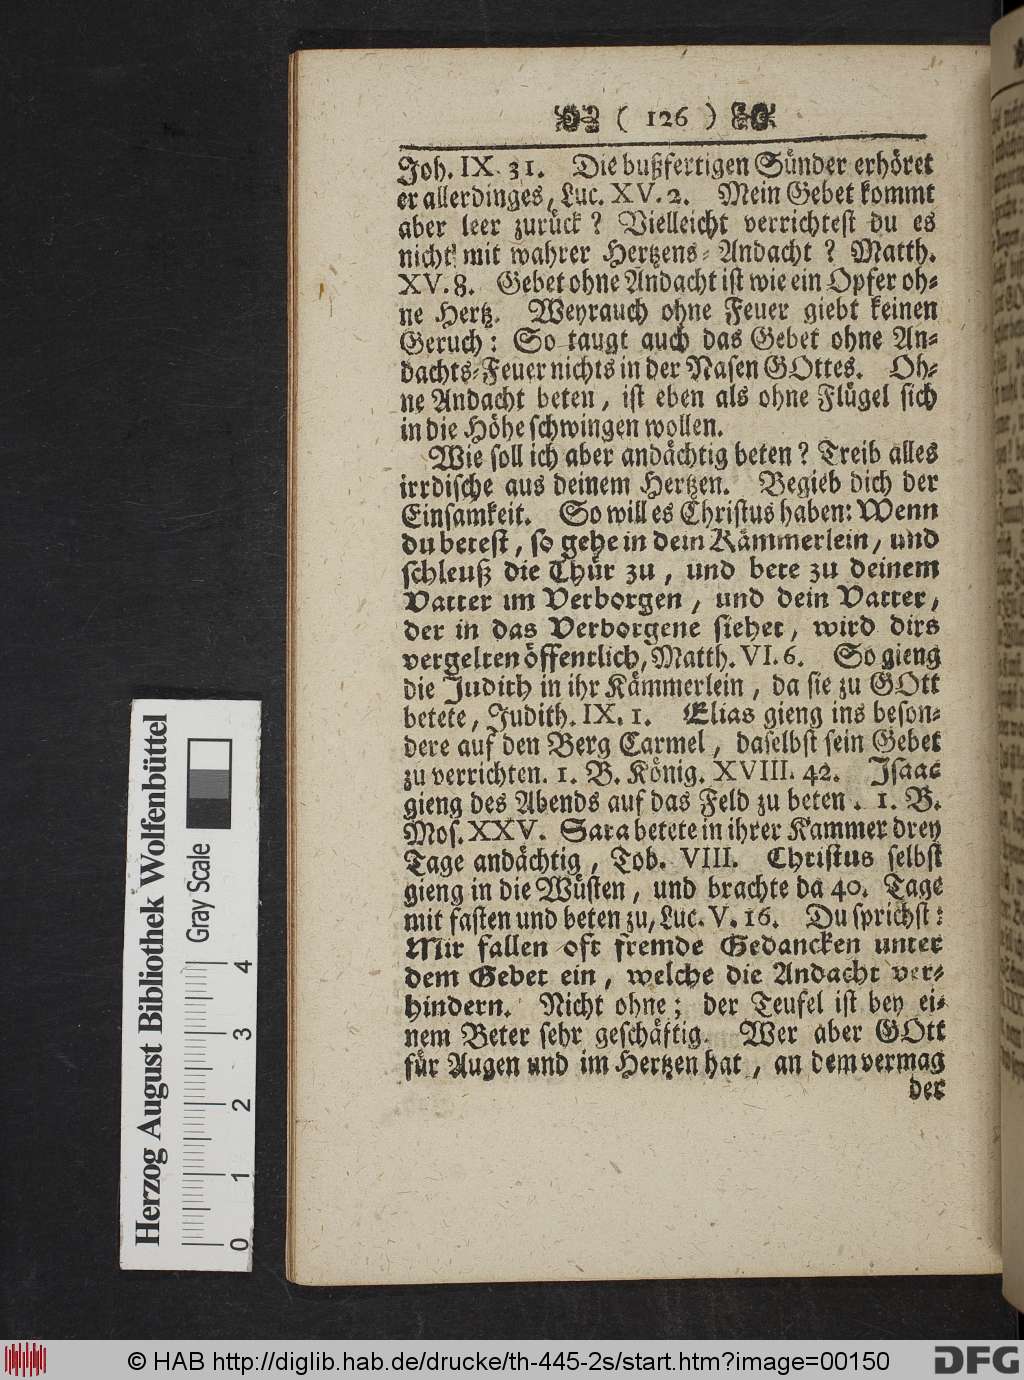 ( 126 )
Joh. IX. 31. Die bußfertigen Sünder erhöret
er allerdinges, Luc. XV. 2. Mein Gebet kommt
aber leer zurück? Vielleicht verrichtest du es
nicht mit wahrer Hertzens-Andacht? Matth.
XV. 8. Gebet ohne Andacht ist wie ein Opfer oh-
ne Hertz. Weyrauch ohne Feuer giebt keinen
Geruch: So taugt auch das Gebet ohne An-
dachts-Feuer nichts in der Nasen GOttes. Oh-
ne Andacht beten, ist eben als ohne Flügel sich
in die Höhe schwingen wollen.
Wie soll ich aber andächtig beten? Treib alles
irrdische aus deinem Hertzen. Begieb dich der
Einsamkeit. So will es Christus haben: Wenn
du betest, so gehe in dein Kämmerlein, und
schleuß die Thür zu, und bete zu deinem
Vatter im Verborgen, und dein Vatter,
der in das Verborgene siehet, wird dirs
vergelten öffentlich, Matth. VI. 6. So gieng
die Judith in ihr Kämmerlein, da sie zu GOtt
betete, Judith. IX. 1. Elias gieng ins beson-
dere auf den Berg Carmel, daselbst sein Gebet
zu verrichten. 1. B. König. XVIII. 42. Isaac
gieng des Abends auf das Feld zu beten. 1. B.
Mos. XXV. Sara betete in ihrer Kammer drey
Tage andächtig, Tob. VIII. Christus selbst
gieng in die Wüsten, und brachte da 40. Tage
mit fasten und beten zu, Luc. V. 16. Du sprichst:
Mir fallen oft fremde Gedancken unter
dem Gebet ein, welche die Andacht ver-
hindern. Nicht ohne; der Teufel ist bey ei-
nem Beter sehr geschäftig. Wer aber GOtt
für Augen und im Hertzen hat, an dem vermag
der
Herzog August Bibliothek Wolfenbüttel
Gray Scale
0 1 2 3 4
© HAB http://diglib.hab.de/drucke/th-445-2s/start.htm?image=00150
DFG